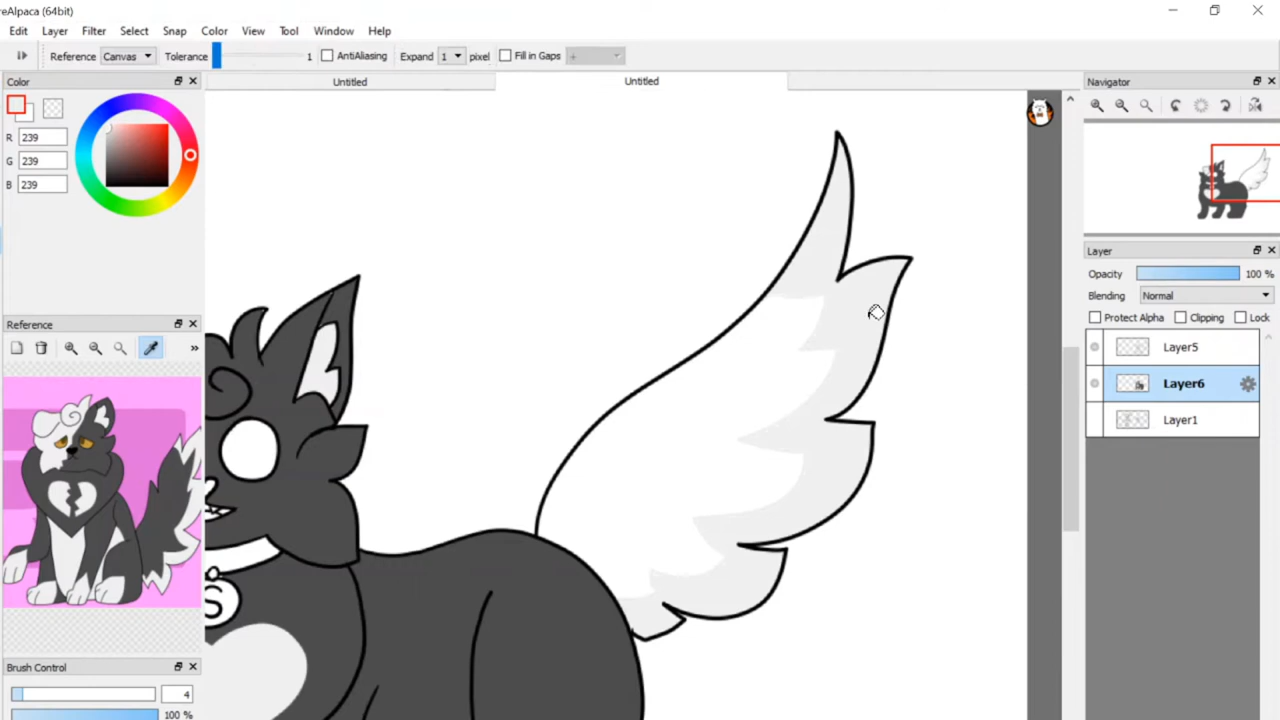 reAlpaca (64bit)
Edit Layer Filter Select Snap Color View Tool Window Help
Reference Canvas Tolerance 1 AntiAliasing Expand 1 pixel Fill in Gaps +
Color
Untitled Untitled
Navigator
R 239
G 239
B 239
Layer
Opacity 100 %
Blending Normal
Protect Alpha Clipping Lock
Reference
»
Layer5
Layer6
Layer1
S
Brush Control
4
100 %